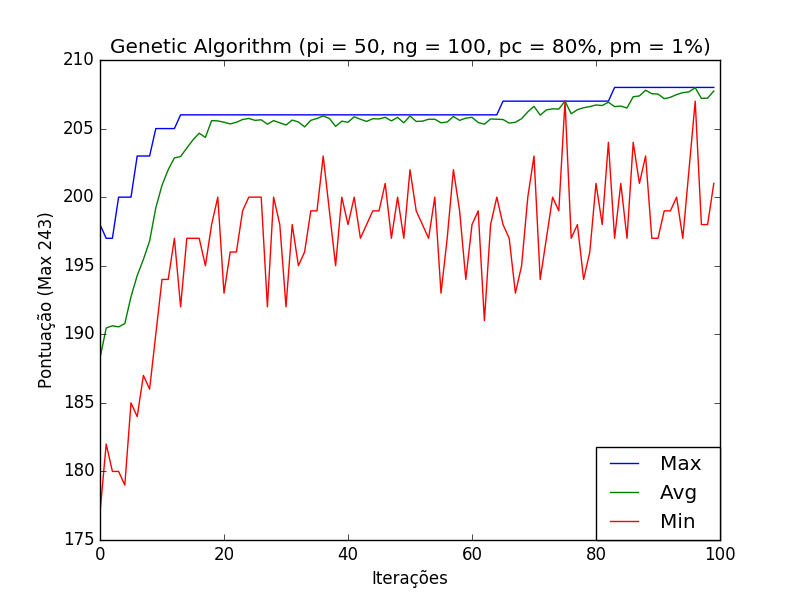 Genetic Algorithm (pi = 50, ng = 100, pc = 80%, pm = 1%)
210
205
200
195
190
185
180
175
Pontuação (Max 243)
0
20
40
60
80
100
Iterações
Max
Avg
Min